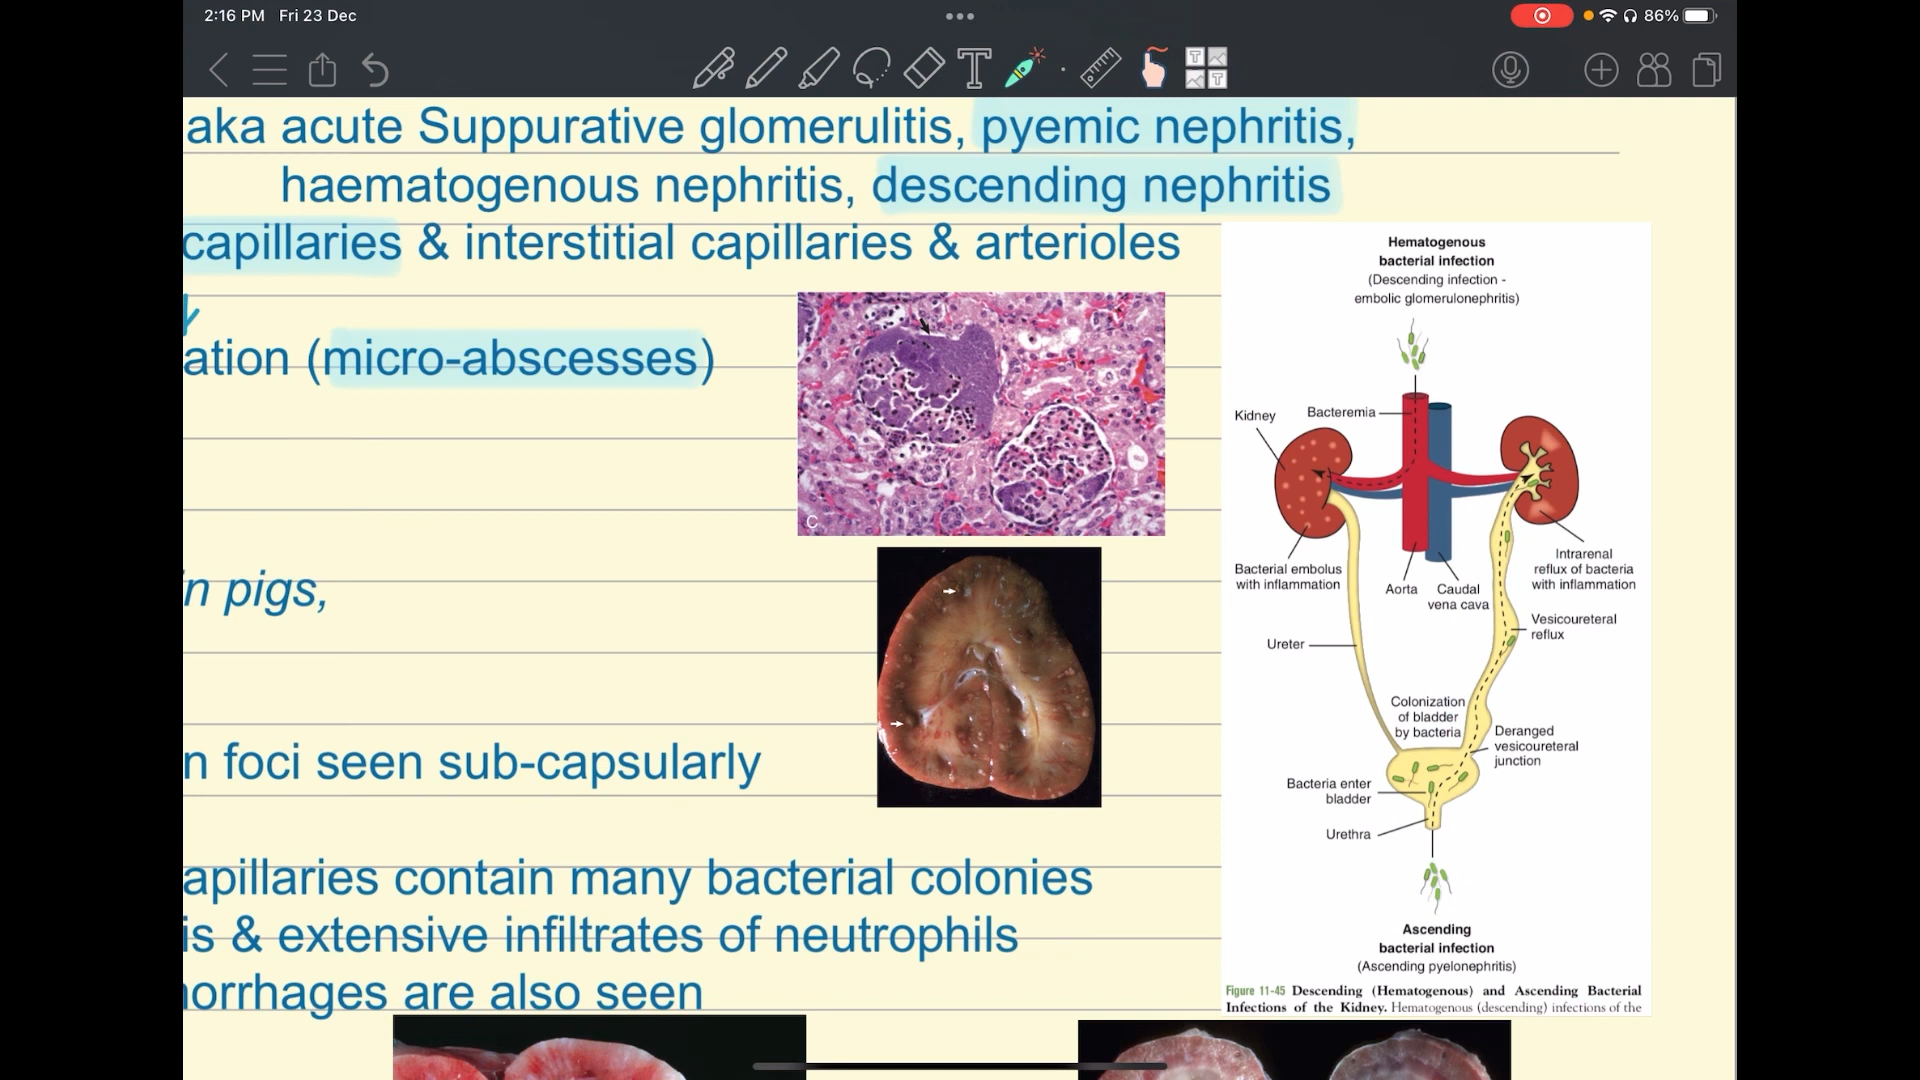 2:16 PM Fri 23 Dec
86%
aka acute Suppurative glomerulitis, pyemic nephritis,
haematogenous nephritis, descending nephritis
capillaries & interstitial capillaries & arterioles
ation (micro-abscesses)
n pigs,
n foci seen sub-capsularly
apillaries contain many bacterial colonies
is & extensive infiltrates of neutrophils
orrhages are also seen
C
Hematogenous
bacterial infection
(Descending infection -
embolic glomerulonephritis)
Kidney
Bacteremia
Bacterial embolus
with inflammation
Aorta
Caudal
vena cava
Intrarenal
reflux of bacteria
with inflammation
Vesicoureteral
reflux
Ureter
Colonization
of bladder
by bacteria
Deranged
vesicoureteral
junction
Bacteria enter
bladder
Urethra
Ascending
bacterial infection
(Ascending pyelonephritis)
Figure 11-45 Descending (Hematogenous) and Ascending Bacterial
Infections of the Kidney. Hematogenous (descending) infections of the